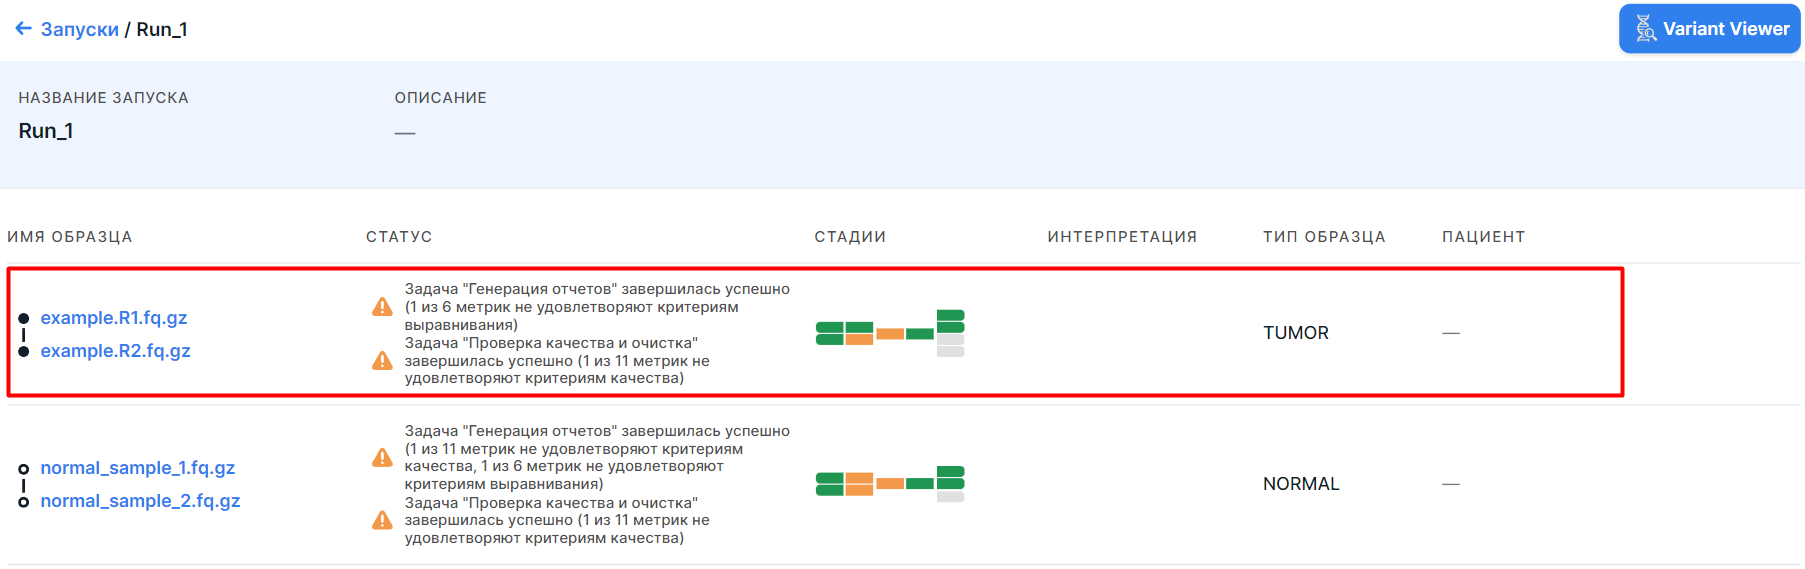 ← Запуски / Run_1
Variant Viewer
НАЗВАНИЕ ЗАПУСКА
ОПИСАНИЕ
Run_1
—
ИМЯ ОБРАЗЦА
СТАТУС
СТАДИИ
ИНТЕРПРЕТАЦИЯ
ТИП ОБРАЗЦА
ПАЦИЕНТ
example.R1.fq.gz
example.R2.fq.gz
Задача "Генерация отчетов" завершилась успешно
(1 из 6 метрик не удовлетворяют критериям
выравнивания)
Задача "Проверка качества и очистка"
завершилась успешно (1 из 11 метрик не
удовлетворяют критериям качества)
TUMOR
—
normal_sample_1.fq.gz
normal_sample_2.fq.gz
Задача "Генерация отчетов" завершилась успешно
(1 из 11 метрик не удовлетворяют критериям
качества, 1 из 6 метрик не удовлетворяют
критериям выравнивания)
Задача "Проверка качества и очистка"
завершилась успешно (1 из 11 метрик не
удовлетворяют критериям качества)
NORMAL
—